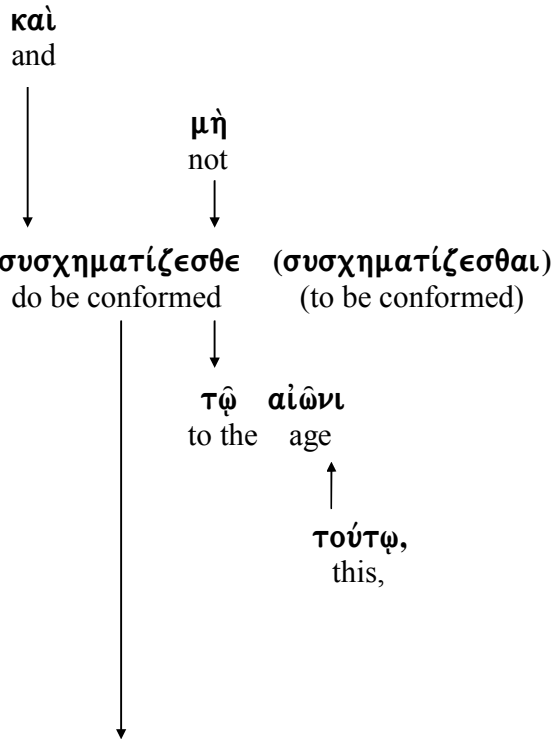 καὶ
and
μὴ
not
συσχηματίζεσθε (συσχηματίζεσθαι)
do be conformed (to be conformed)
τῷ αἰῶνι
to the age
τούτῳ,
this,